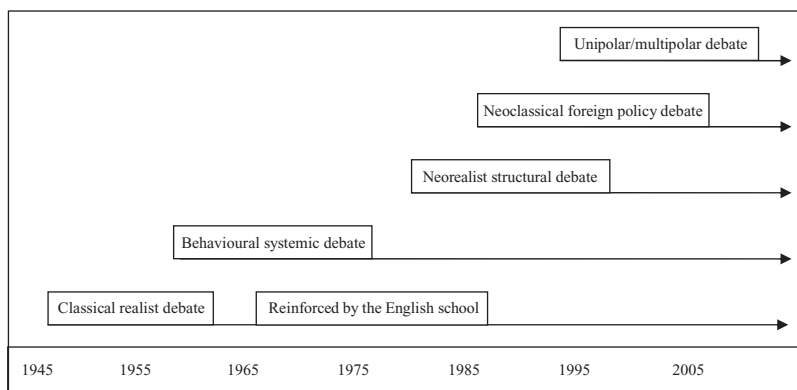 Unipolar/multipolar debate
Neoclassical foreign policy debate
Neorealist structural debate
Behavioural systemic debate
Classical realist debate Reinforced by the English school
1945 1955 1965 1975 1985 1995 2005